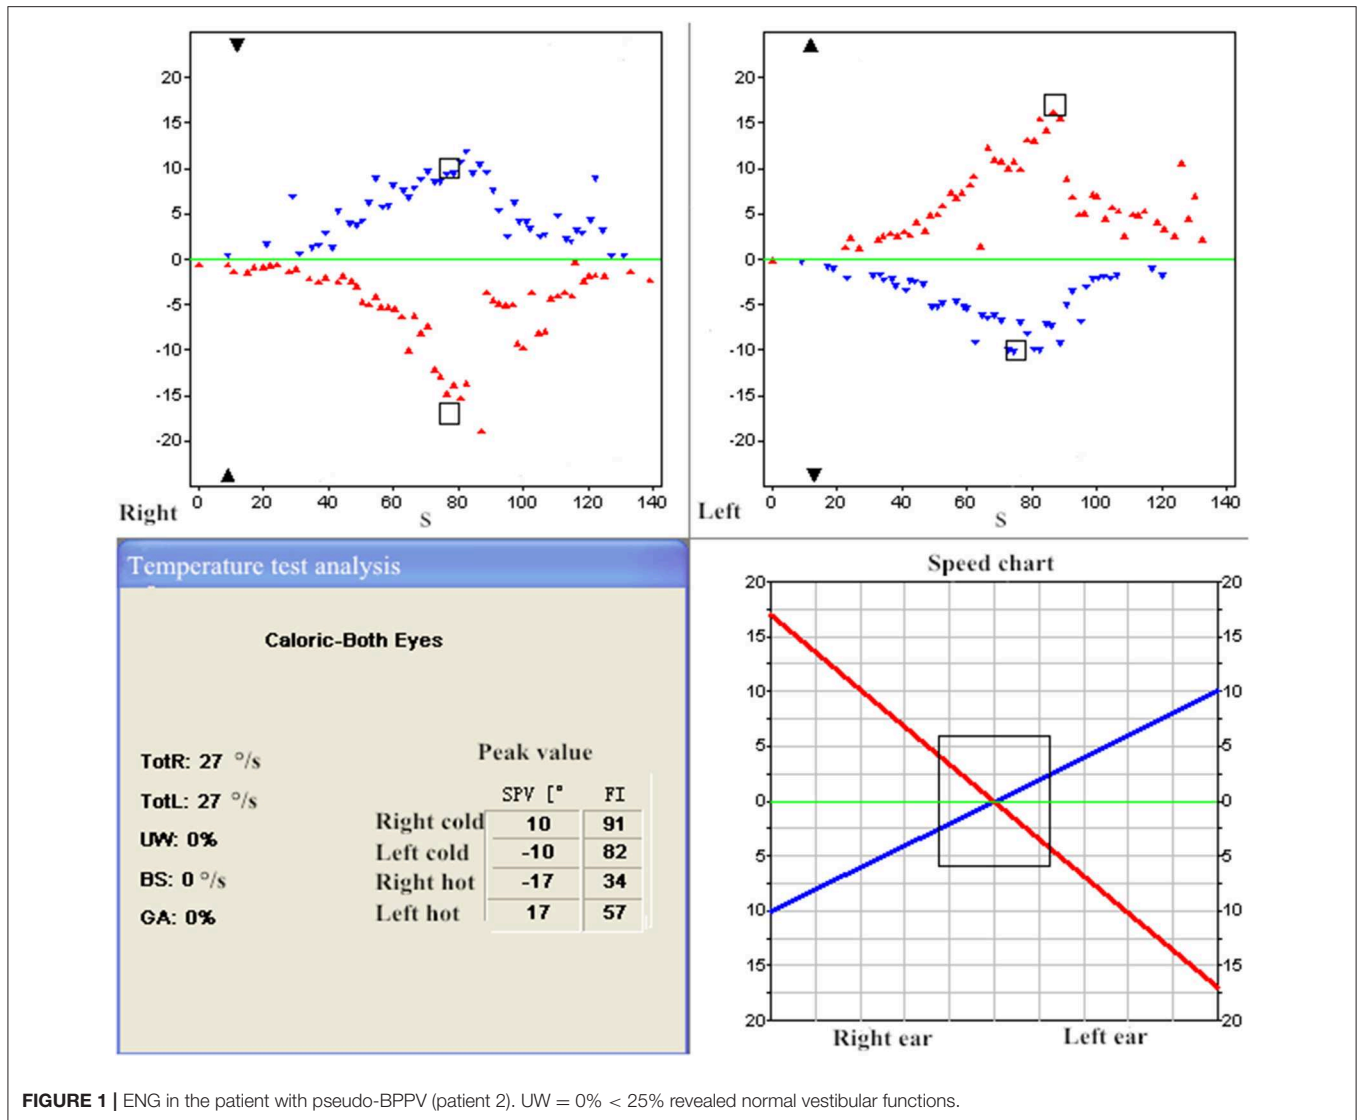 20
15
10
5
0
-5
-10
-15
-20
0 20 40 60 80 100 120 140
Right
S
20
15
10
5
0
-5
-10
-15
-20
0 20 40 60 80 100 120 140
Left
S
Temperature test analysis
Caloric-Both Eyes
TotR: 27 °/s
TotL: 27 °/s
UW: 0%
BS: 0 °/s
GA: 0%
Peak value
SPV [° FI
Right cold 10 91
Left cold -10 82
Right hot -17 34
Left hot 17 57
Speed chart
20 20
15 15
10 10
5 5
0 0
5 5
10 10
15 15
20 20
Right ear Left ear
FIGURE 1 | ENG in the patient with pseudo-BPPV (patient 2). UW = 0% < 25% revealed normal vestibular functions.